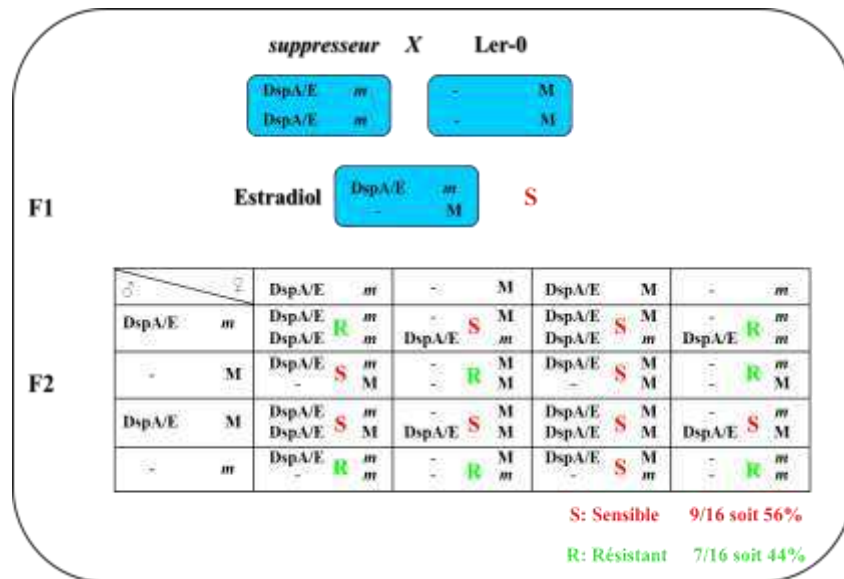 suppresseur X Ler-0
DspA/E m - M
DspA/E m - M
F1
Estradiol
DspA/E m
- M
S
F2
♂ ♀ DspA/E m - M DspA/E M - m
DspA/E m
DspA/E R m - S M DspA/E S M - R m
DspA/E m DspA/E m DspA/E m DspA/E m
- M
DspA/E S m - R M DspA/E S M - R m
- M - M - M - M
DspA/E M
DspA/E S m - S M DspA/E S M - S m
DspA/E M DspA/E M DspA/E M DspA/E M
- m
DspA/E R m - R M DspA/E S M - R m
- m - m - m - m
S: Sensible 9/16 soit 56%
R: Résistant 7/16 soit 44%